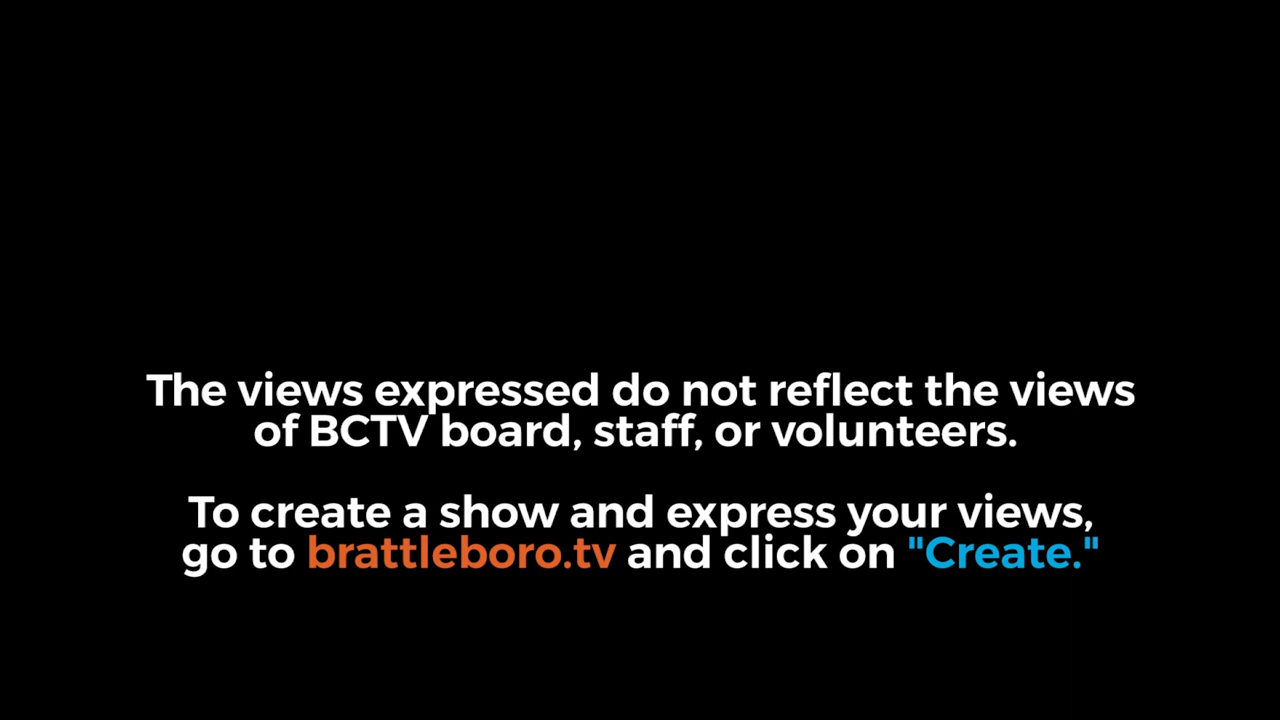 The views expressed do not reflect the views
of BCTV board, staff, or volunteers.
To create a show and express your views,
go to brattleboro.tv and click on "Create."